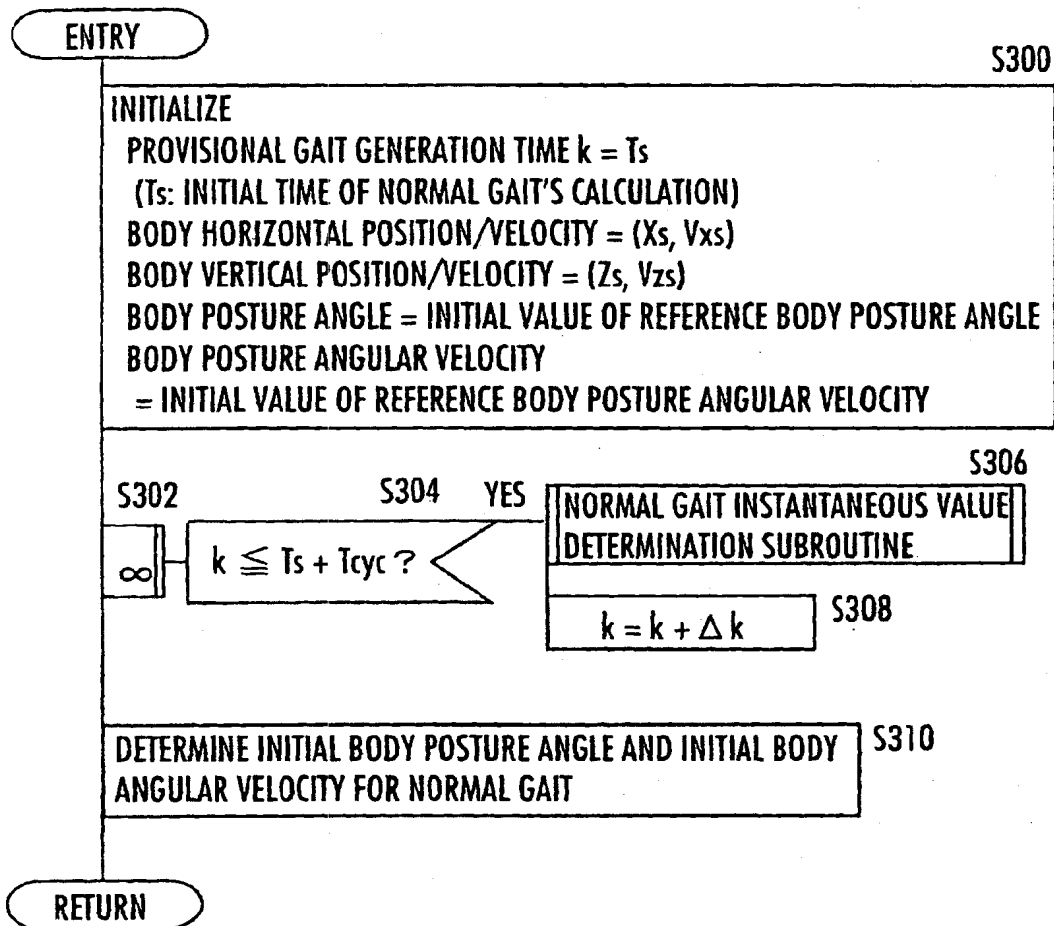 ENTRY
S300
INITIALIZE
PROVISIONAL GAIT GENERATION TIME k = Ts
(Ts: INITIAL TIME OF NORMAL GAIT'S CALCULATION)
BODY HORIZONTAL POSITION/VELOCITY = (Xs, Vxs)
BODY VERTICAL POSITION/VELOCITY = (Zs, Vzs)
BODY POSTURE ANGLE = INITIAL VALUE OF REFERENCE BODY POSTURE ANGLE
BODY POSTURE ANGULAR VELOCITY
= INITIAL VALUE OF REFERENCE BODY POSTURE ANGULAR VELOCITY
S302
∞
S304
k ≦ Ts + Tcyc ?
YES
S306
NORMAL GAIT INSTANTANEOUS VALUE
DETERMINATION SUBROUTINE
k = k + Δ k
S308
DETERMINE INITIAL BODY POSTURE ANGLE AND INITIAL BODY
ANGULAR VELOCITY FOR NORMAL GAIT
S310
RETURN